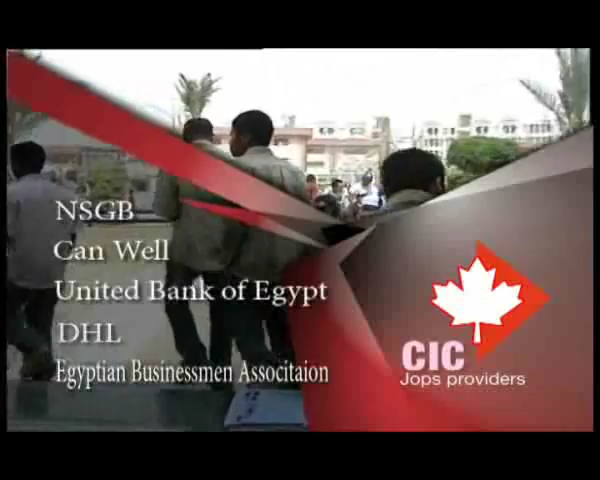 NSGB
Can Well
United Bank of Egypt
DHL
Egyptian Businessmen Associtaion
CIC
Jops providers